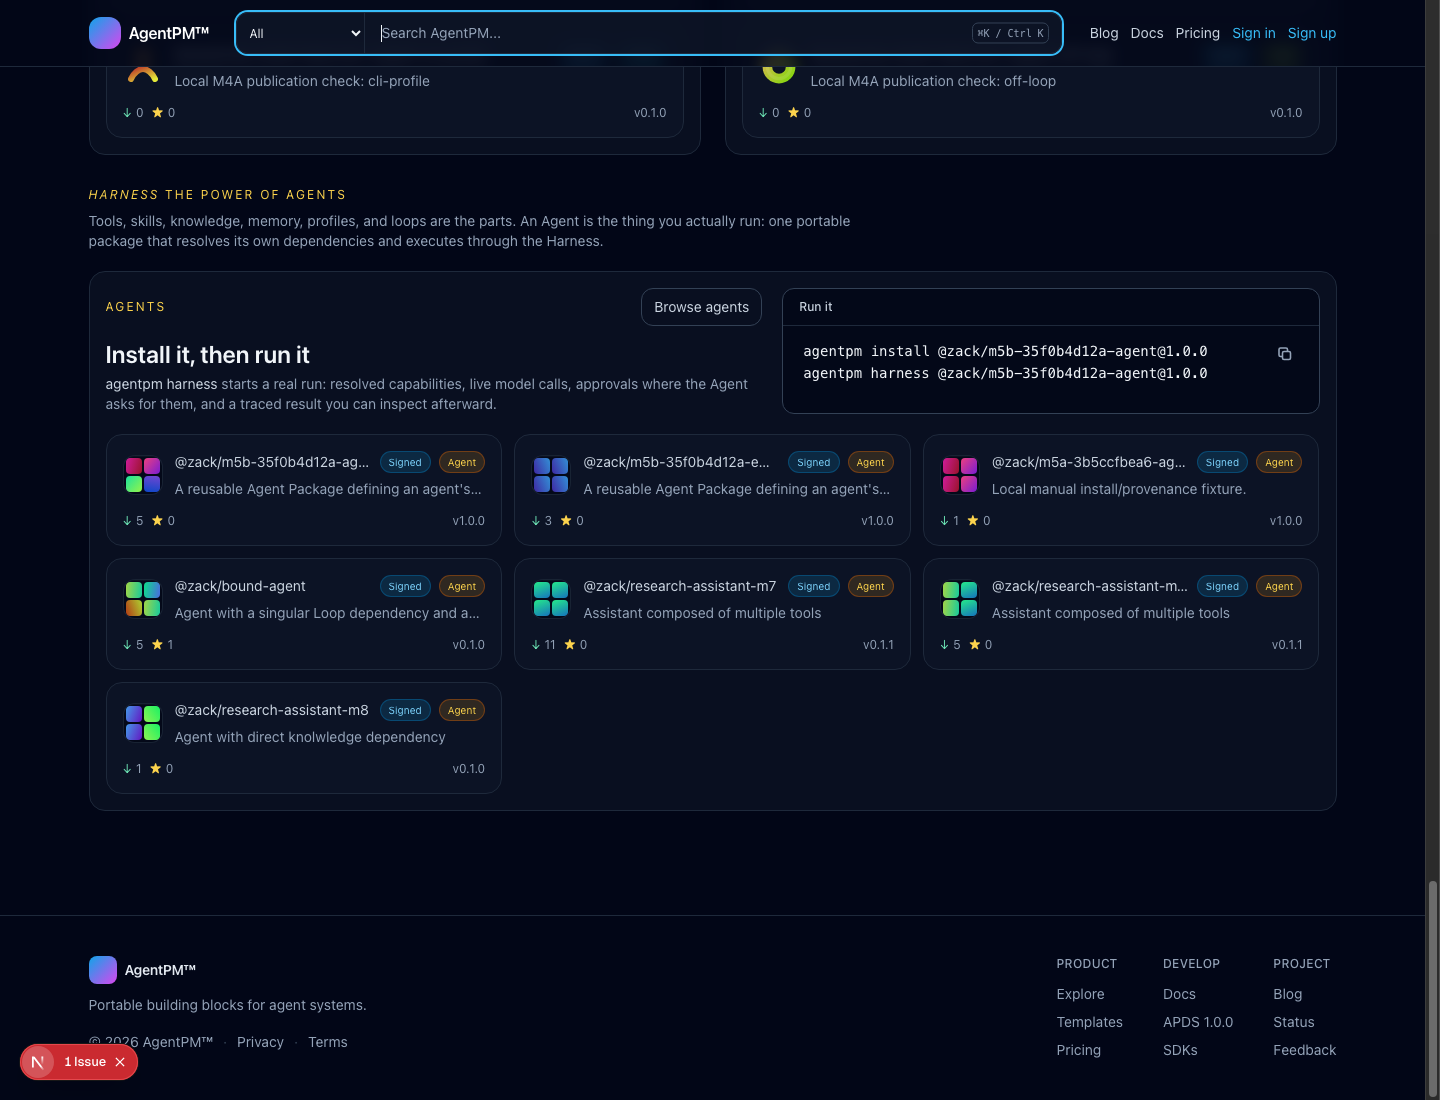 AgentPM™
All
Search AgentPM...
⌘K / Ctrl K
Blog Docs Pricing Sign in Sign up
Local M4A publication check: cli-profile
↓ 0 ★ 0 v0.1.0
Local M4A publication check: off-loop
↓ 0 ★ 0 v0.1.0
HARNESS THE POWER OF AGENTS
Tools, skills, knowledge, memory, profiles, and loops are the parts. An Agent is the thing you actually run: one portable
package that resolves its own dependencies and executes through the Harness.
AGENTS
Browse agents
Install it, then run it
agentpm harness starts a real run: resolved capabilities, live model calls, approvals where the Agent
asks for them, and a traced result you can inspect afterward.
Run it
agentpm install @zack/m5b-35f0b4d12a-agent@1.0.0
agentpm harness @zack/m5b-35f0b4d12a-agent@1.0.0
@zack/m5b-35f0b4d12a-ag... Signed Agent
A reusable Agent Package defining an agent's...
↓ 5 ★ 0 v1.0.0
@zack/m5b-35f0b4d12a-e... Signed Agent
A reusable Agent Package defining an agent's...
↓ 3 ★ 0 v1.0.0
@zack/m5a-3b5ccfbea6-ag... Signed Agent
Local manual install/provenance fixture.
↓ 1 ★ 0 v1.0.0
@zack/bound-agent Signed Agent
Agent with a singular Loop dependency and a...
↓ 5 ★ 1 v0.1.0
@zack/research-assistant-m7 Signed Agent
Assistant composed of multiple tools
↓ 11 ★ 0 v0.1.1
@zack/research-assistant-m... Signed Agent
Assistant composed of multiple tools
↓ 5 ★ 0 v0.1.1
@zack/research-assistant-m8 Signed Agent
Agent with direct knolwledge dependency
↓ 1 ★ 0 v0.1.0
AgentPM™
Portable building blocks for agent systems.
© 2026 AgentPM™ · Privacy · Terms
PRODUCT
Explore
Templates
Pricing
DEVELOP
Docs
APDS 1.0.0
SDKs
PROJECT
Blog
Status
Feedback
N 1 Issue ×